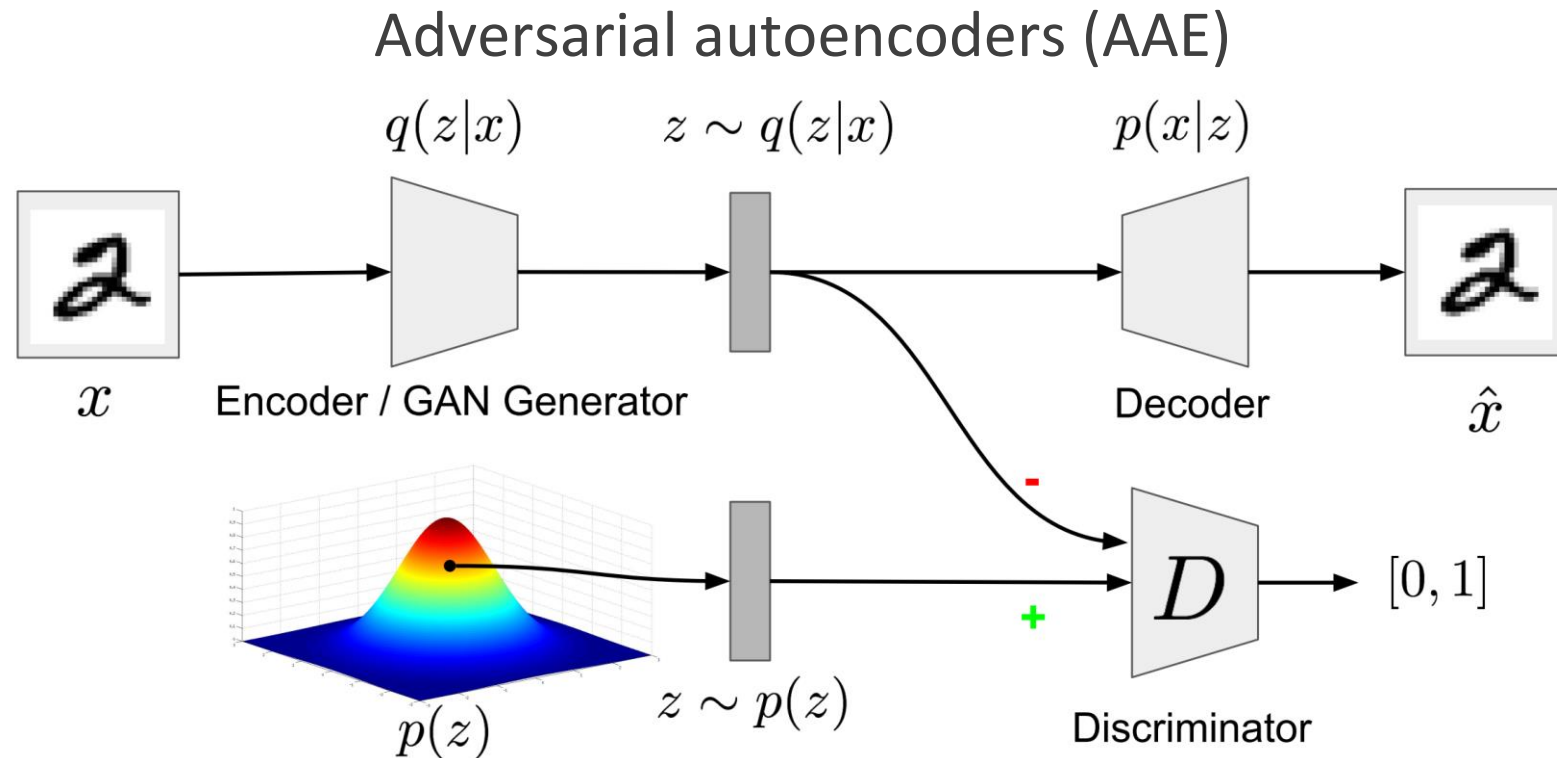 Adversarial autoencoders (AAE)
q(z|x)
z ∼ q(z|x)
p(x|z)
x
Encoder / GAN Generator
Decoder
x̂
-
D
[0, 1]
+
p(z)
z ∼ p(z)
Discriminator